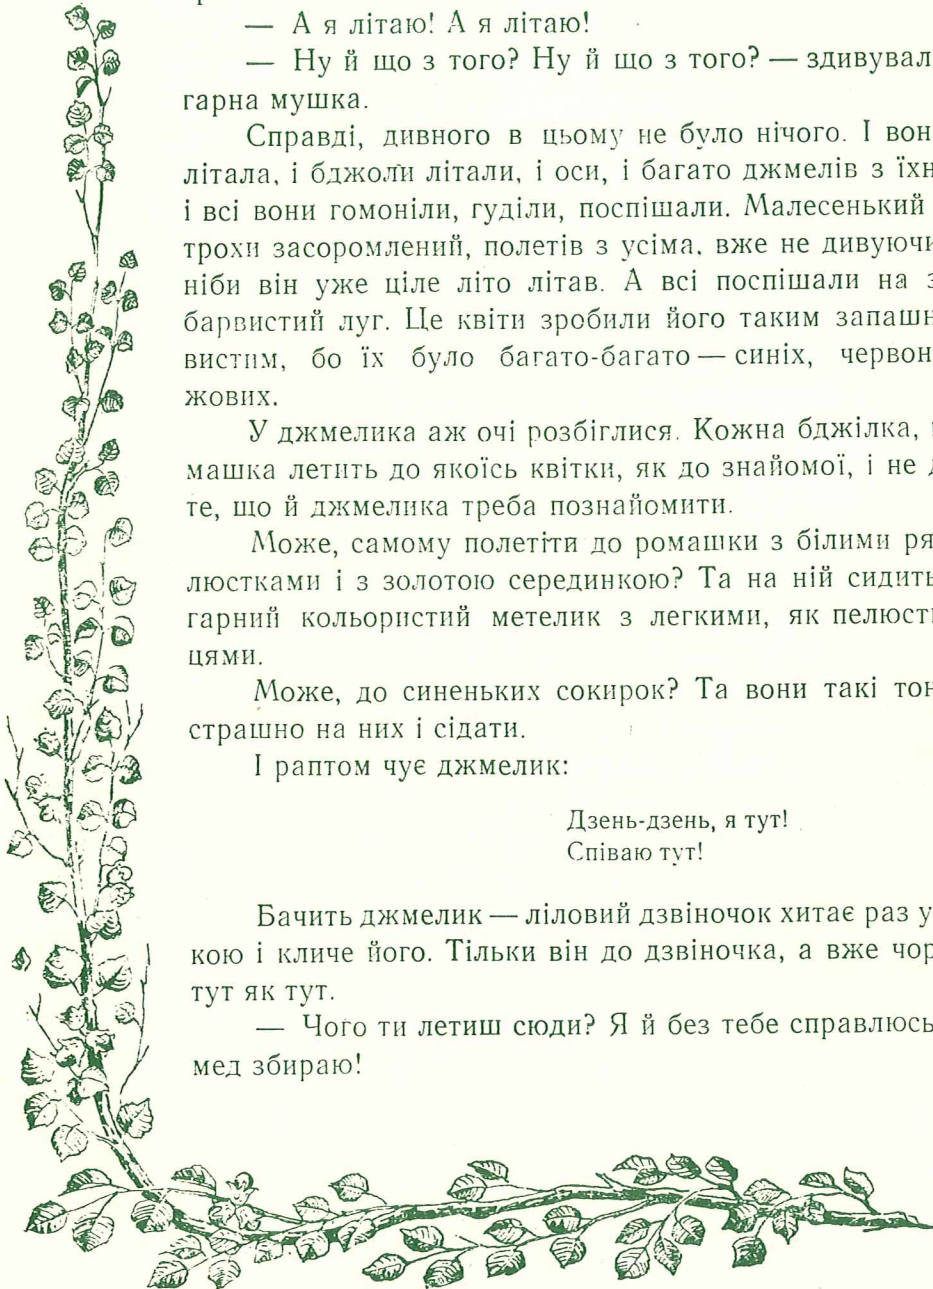 — А я літаю! А я літаю!
— Ну й що з того? Ну й що з того? — здивувал
гарна мушка.
Справді, дивного в цьому не було нічого. І вон
літала, і бджоли літали, і оси, і багато джмелів з їхн
і всі вони гомоніли, гуділи, поспішали. Малесенький
трохи засоромлений, полетів з усіма, вже не дивуючи
ніби він уже ціле літо літав. А всі поспішали на з
барвистий луг. Це квіти зробили його таким запашн
вистим, бо їх було багато-багато — синіх, червон
жових.
У джмелика аж очі розбіглися. Кожна бджілка,
машка летить до якоїсь квітки, як до знайомої, і не д
те, що й джмелика треба познайомити.
Може, самому полетіти до ромашки з білими ря
люстками і з золотою серединкою? Та на ній сидить
гарний кольористий метелик з легкими, як пелюст
цями.
Може, до синеньких сокирок? Та вони такі тон
страшно на них і сідати.
І раптом чує джмелик:
Дзень-дзень, я тут!
Співаю тут!
Бачить джмелик — ліловий дзвіночок хитає раз у
кою і кличе його. Тільки він до дзвіночка, а вже чор
тут як тут.
— Чого ти летиш сюди? Я й без тебе справлюсь
мед збираю!